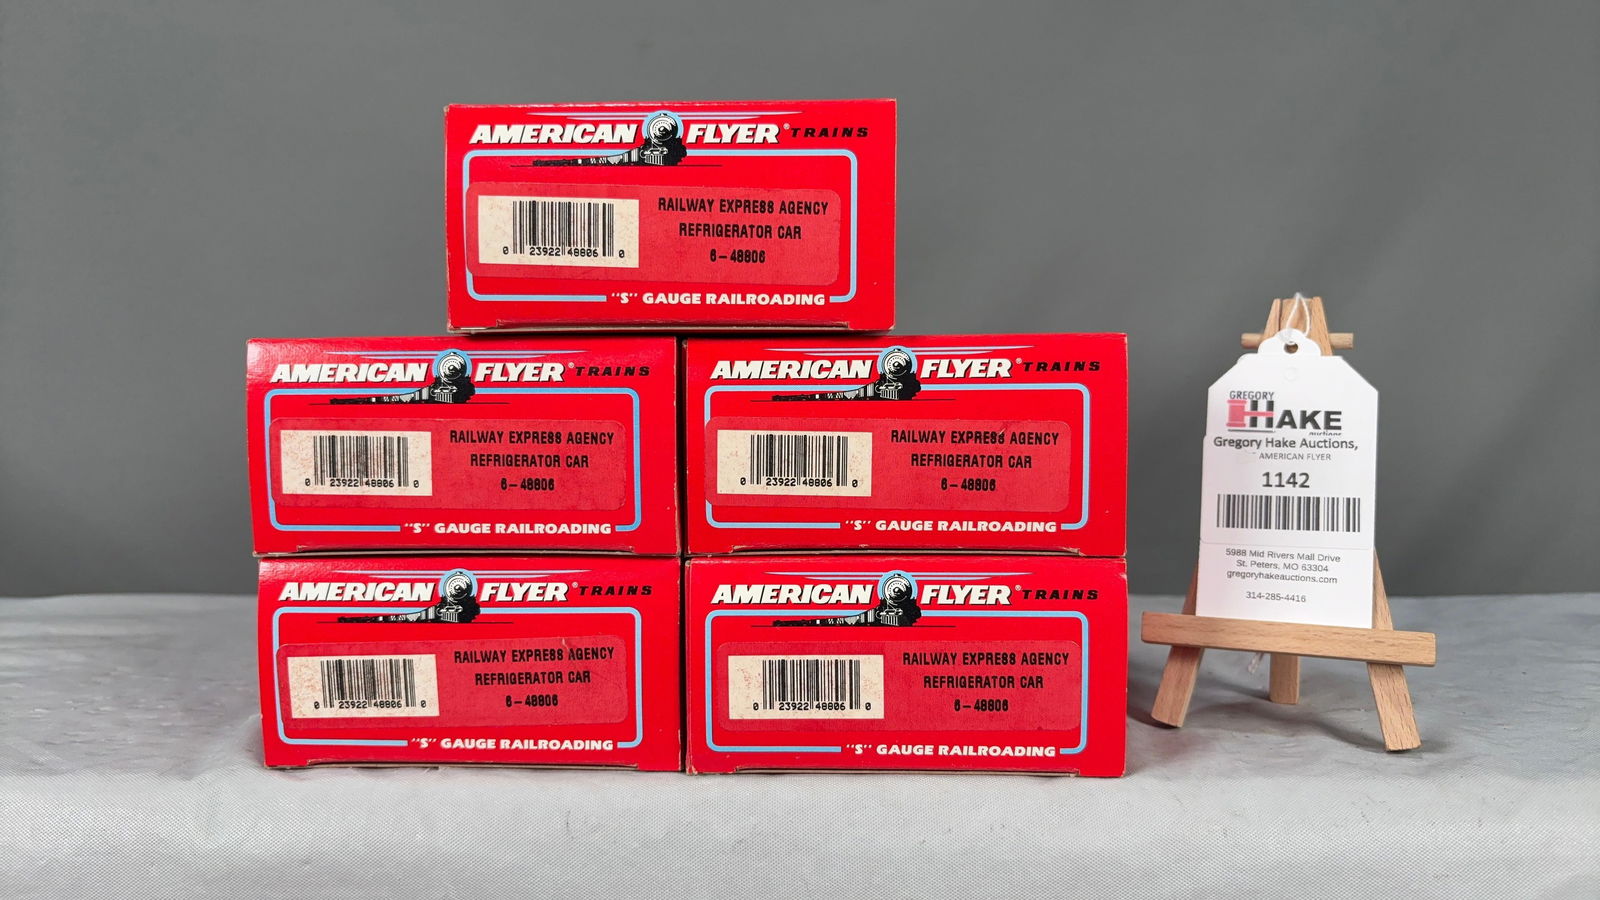 AMERICAN FLYER® TRAINS
RAILWAY EXPRESS AGENCY
REFRIGERATOR CAR
6-48806
0 23922 48806 0
"S" GAUGE RAILROADING
AMERICAN FLYER® TRAINS
RAILWAY EXPRESS AGENCY
REFRIGERATOR CAR
6-48806
0 23922 48806 0
"S" GAUGE RAILROADING
AMERICAN FLYER® TRAINS
RAILWAY EXPRESS AGENCY
REFRIGERATOR CAR
6-48806
0 23922 48806 0
"S" GAUGE RAILROADING
AMERICAN FLYER® TRAINS
RAILWAY EXPRESS AGENCY
REFRIGERATOR CAR
6-48806
0 23922 48806 0
"S" GAUGE RAILROADING
AMERICAN FLYER® TRAINS
RAILWAY EXPRESS AGENCY
REFRIGERATOR CAR
6-48806
0 23922 48806 0
"S" GAUGE RAILROADING
GREGORY
HAKE
auctions
Gregory Hake Auctions,
AMERICAN FLYER
1142
5988 Mid Rivers Mall Drive
St. Peters, MO 63304
gregoryhakeauctions.com
314-285-4416